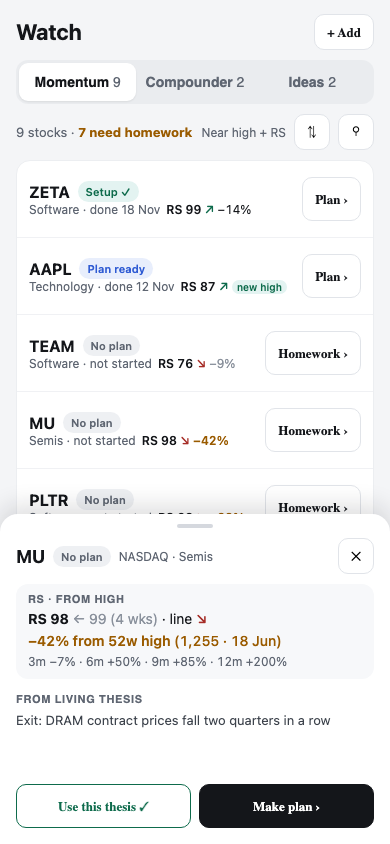 Watch
+ Add
Momentum 9 Compounder 2 Ideas 2
9 stocks · 7 need homework Near high + RS ⇅ ⚲
ZETA Setup ✓
Software · done 18 Nov RS 99 ↗ −14%
Plan ›
AAPL Plan ready
Technology · done 12 Nov RS 87 ↗ new high
Plan ›
TEAM No plan
Software · not started RS 76 ↘ −9%
Homework ›
MU No plan
Semis · not started RS 98 ↘ −42%
Homework ›
PLTR No plan
Homework ›
MU No plan NASDAQ · Semis ✕
RS · FROM HIGH
RS 98 ← 99 (4 wks) · line ↘
−42% from 52w high (1,255 · 18 Jun)
3m −7% · 6m +50% · 9m +85% · 12m +200%
FROM LIVING THESIS
Exit: DRAM contract prices fall two quarters in a row
Use this thesis ✓ Make plan ›